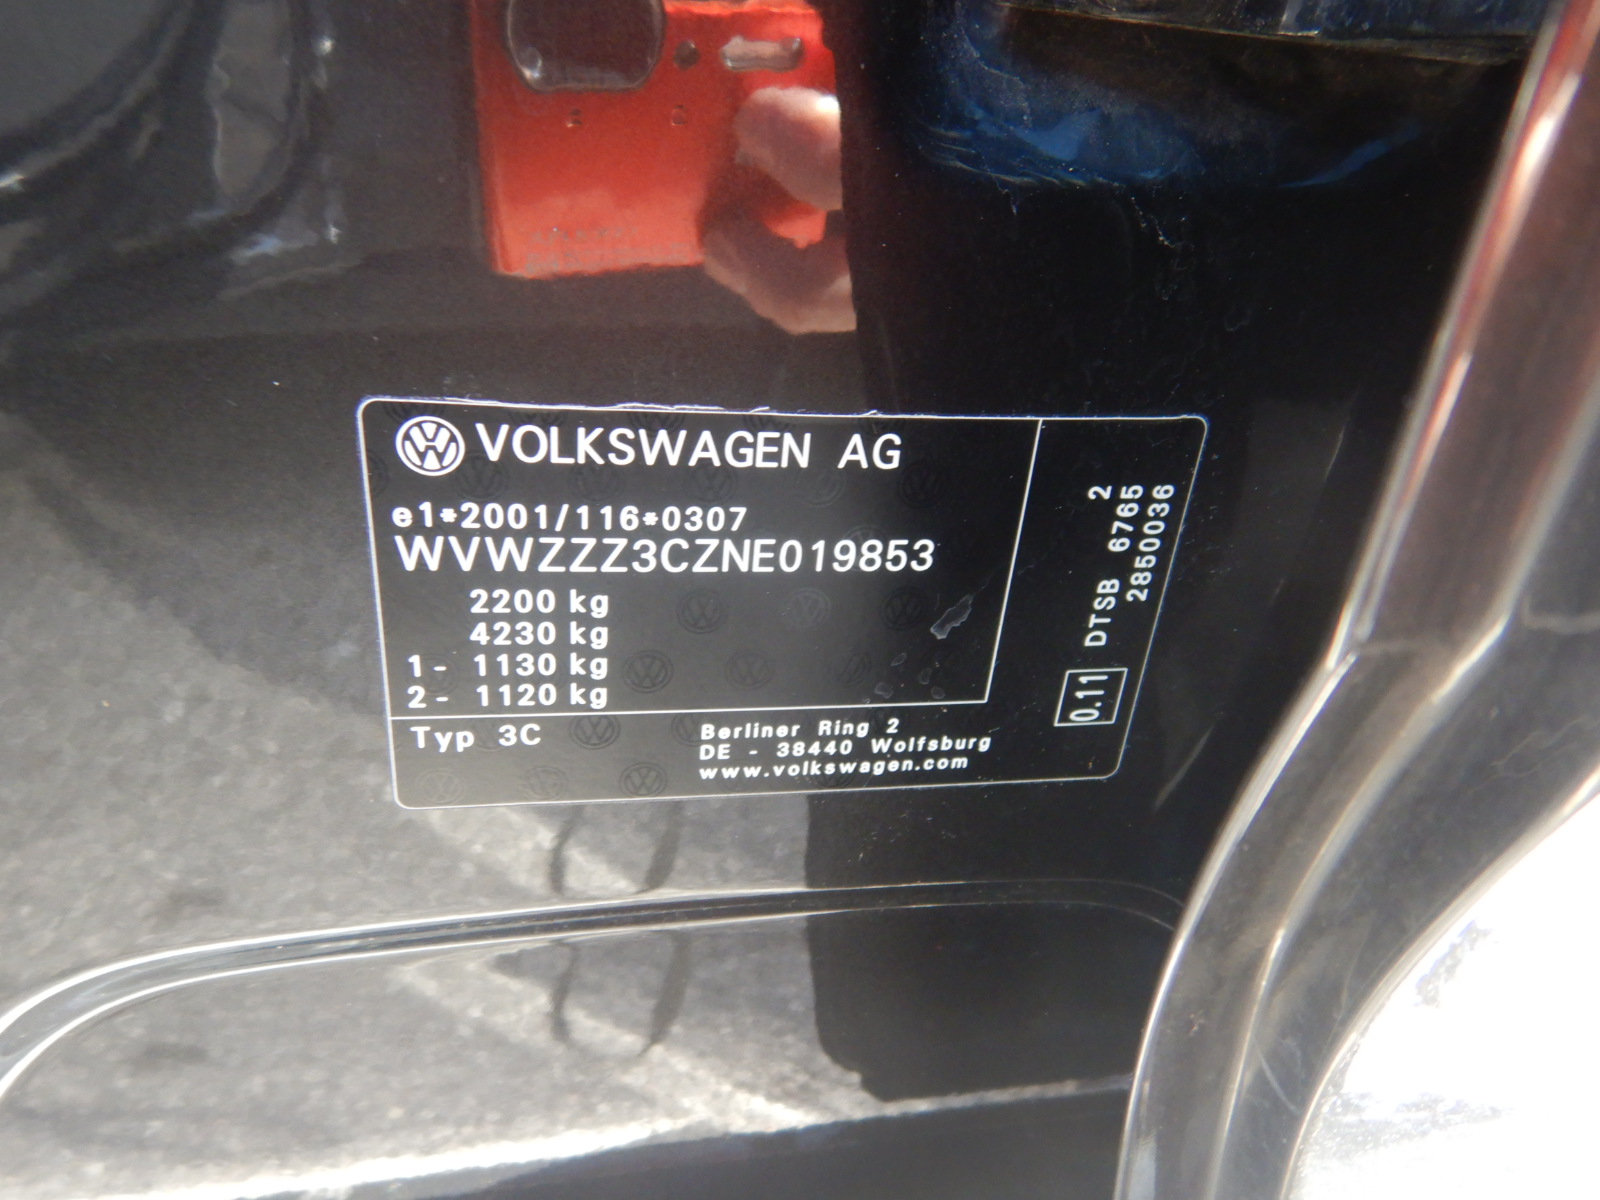 VOLKSWAGEN AG
e1*2001/116*0307
WVWZZZ3CZNE019853
2200 kg
4230 kg
1 - 1130 kg
2 - 1120 kg
Typ 3C
Berliner Ring 2
DE - 38440 Wolfsburg
www.volkswagen.com
2
DTSB 6765
2850036
0.11